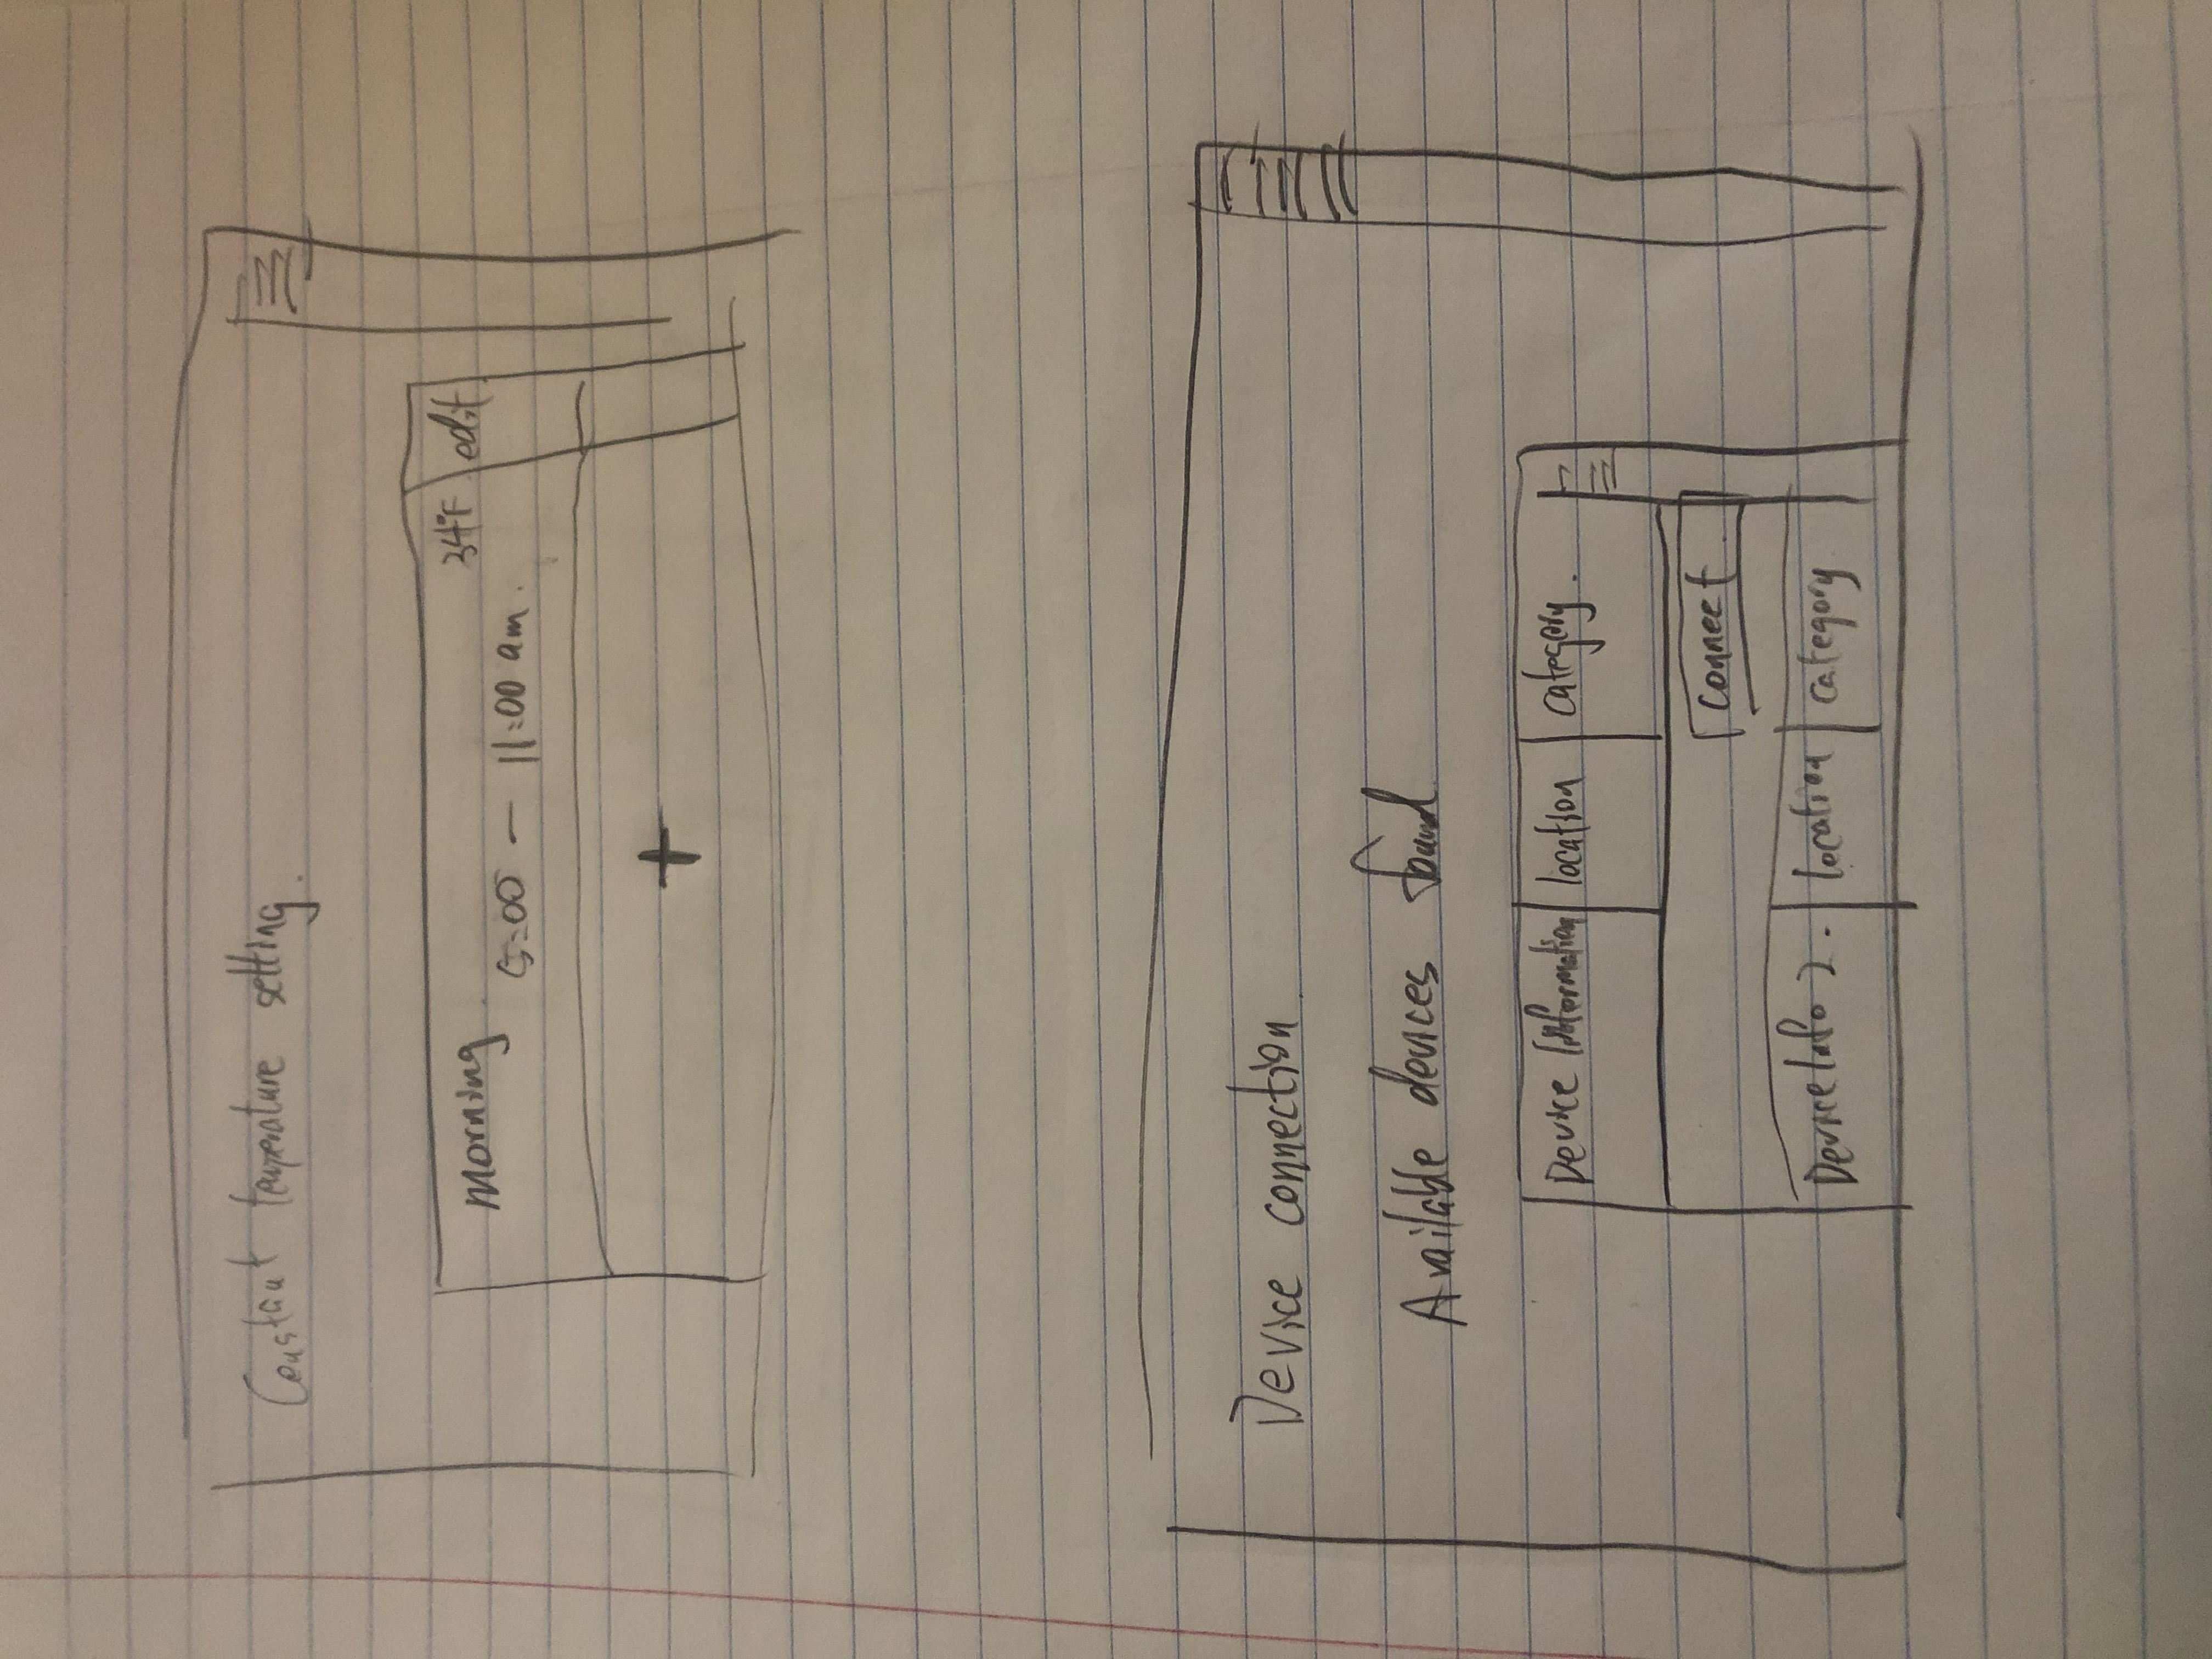 Constant temperature setting.
morning 34°F edit
5:00 — 11:00 am.
+
Device connection
Available devices found
Device Information location category.
connect
Device Info 2. location category